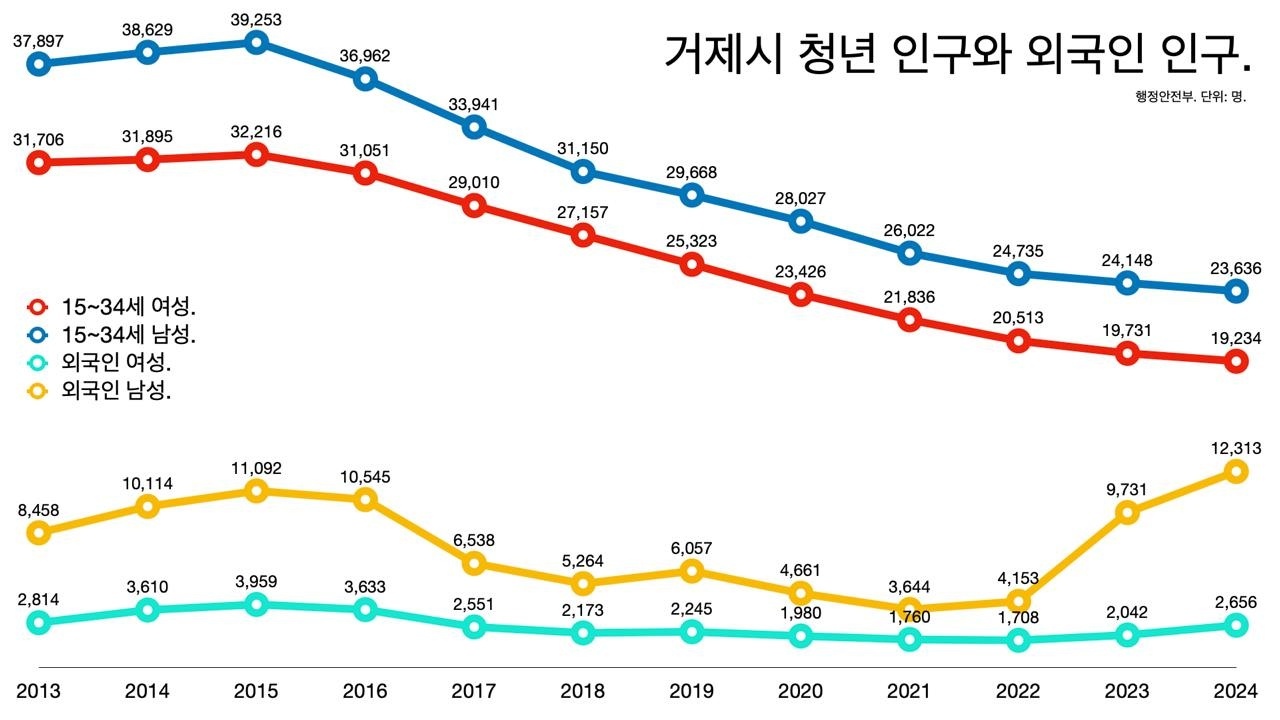 거제시 청년 인구와 외국인 인구.
행정안전부. 단위: 명.
37,897 38,629 39,253 36,962 33,941 31,150 29,668 28,027 26,022 24,735 24,148 23,636
31,706 31,895 32,216 31,051 29,010 27,157 25,323 23,426 21,836 20,513 19,731 19,234
15~34세 여성.
15~34세 남성.
외국인 여성.
외국인 남성.
8,458 10,114 11,092 10,545 6,538 5,264 6,057 4,661 3,644 4,153 9,731 12,313
2,814 3,610 3,959 3,633 2,551 2,173 2,245 1,980 1,760 1,708 2,042 2,656
2013 2014 2015 2016 2017 2018 2019 2020 2021 2022 2023 2024